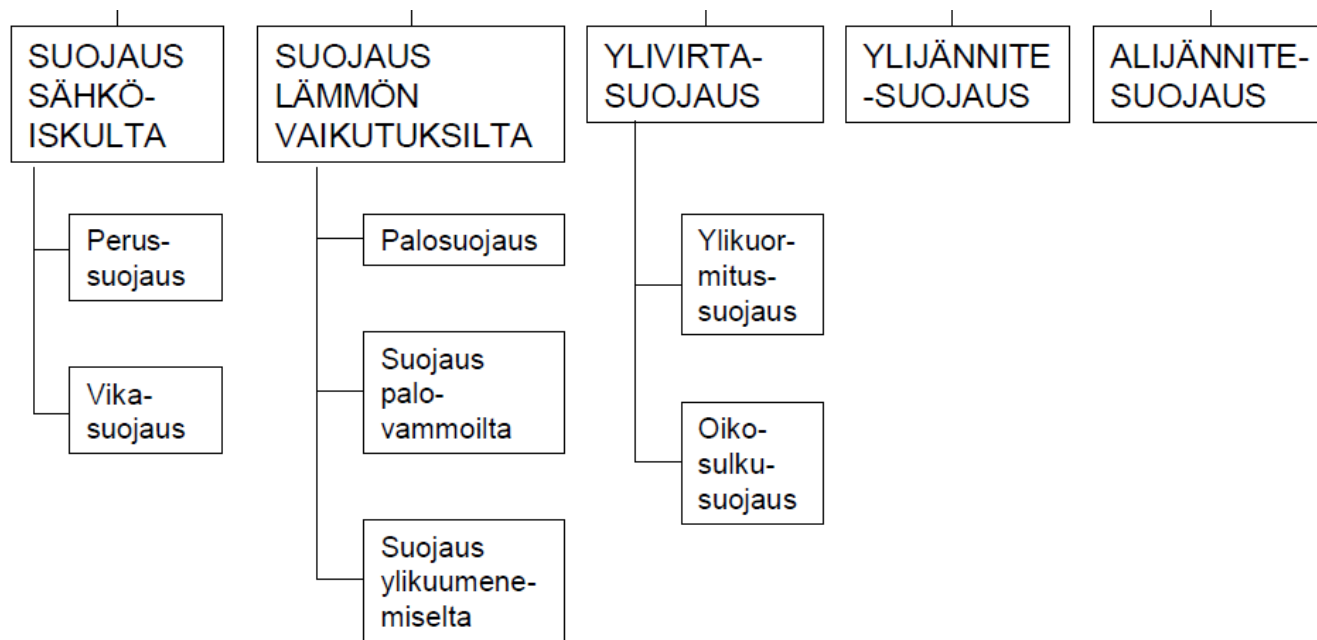 SUOJAUS
SÄHKÖ-
ISKULTA
SUOJAUS
LÄMMÖN
VAIKUTUKSILTA
YLIVIRTA-
SUOJAUS
YLIJÄNNITE
-SUOJAUS
ALIJÄNNITE-
SUOJAUS
Perus-
suojaus
Vika-
suojaus
Palosuojaus
Suojaus
palo-
vammoilta
Suojaus
ylikuumene-
miselta
Ylikuor-
mitus-
suojaus
Oiko-
sulku-
suojaus